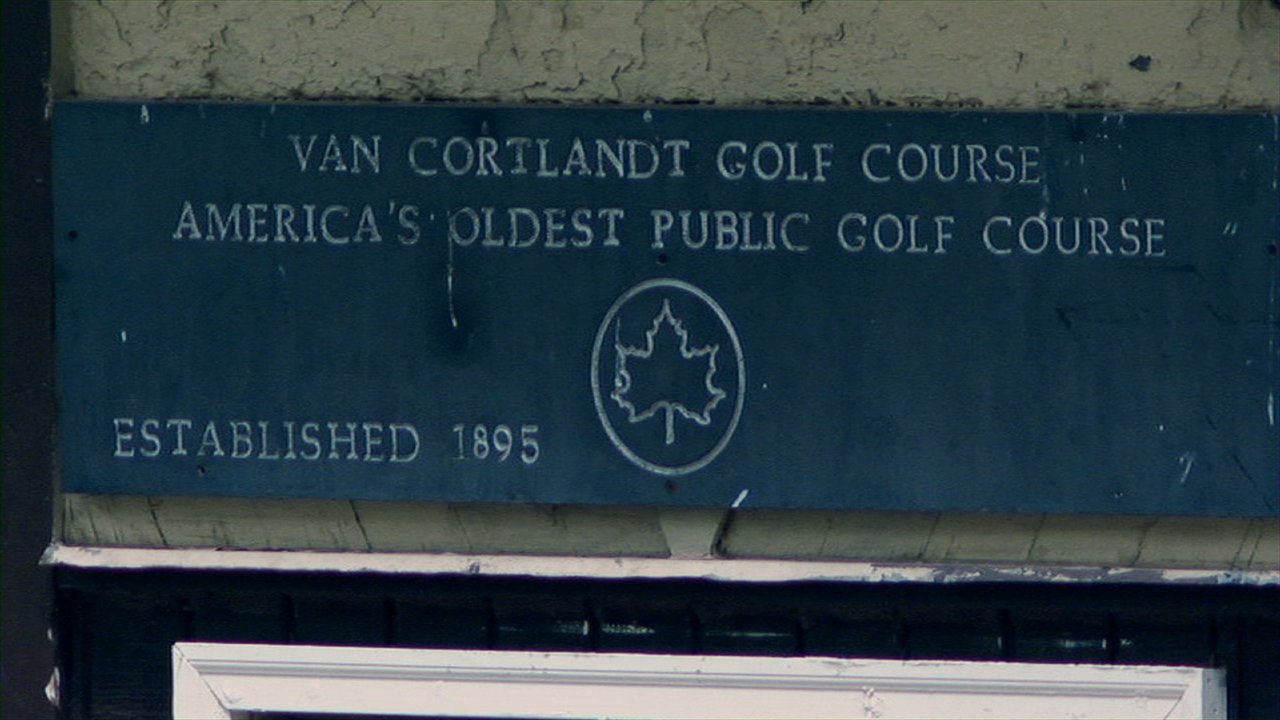 VAN CORTLANDT GOLF COURSE
AMERICA'S OLDEST PUBLIC GOLF COURSE
ESTABLISHED 1895